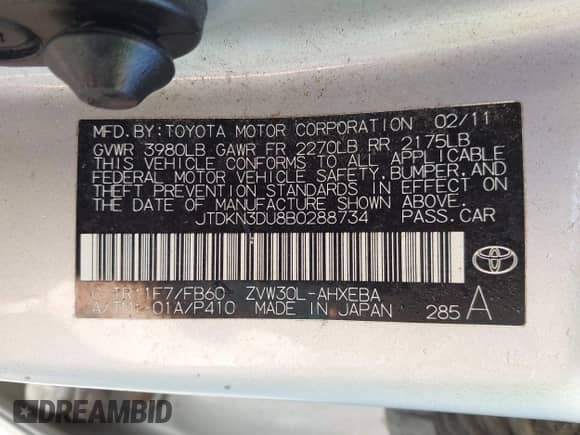 MFD.BY:TOYOTA MOTOR CORPORATION 02/11
GVWR 3980LB GAWR FR 2270LB RR 2175LB
THIS VEHICLE CONFORMS TO ALL APPLICABLE
FEDERAL MOTOR VEHICLE SAFETY,BUMPER,AND
THEFT PREVENTION STANDARDS IN EFFECT ON
THE DATE OF MANUFACTURE SHOWN ABOVE.
JTDKN3DU8B0288734 PASS.CAR
C/TR:1F7/FB60 ZVW30L-AHXEBA
A/TM:-01A/P410 MADE IN JAPAN 285 A
DREAMBID